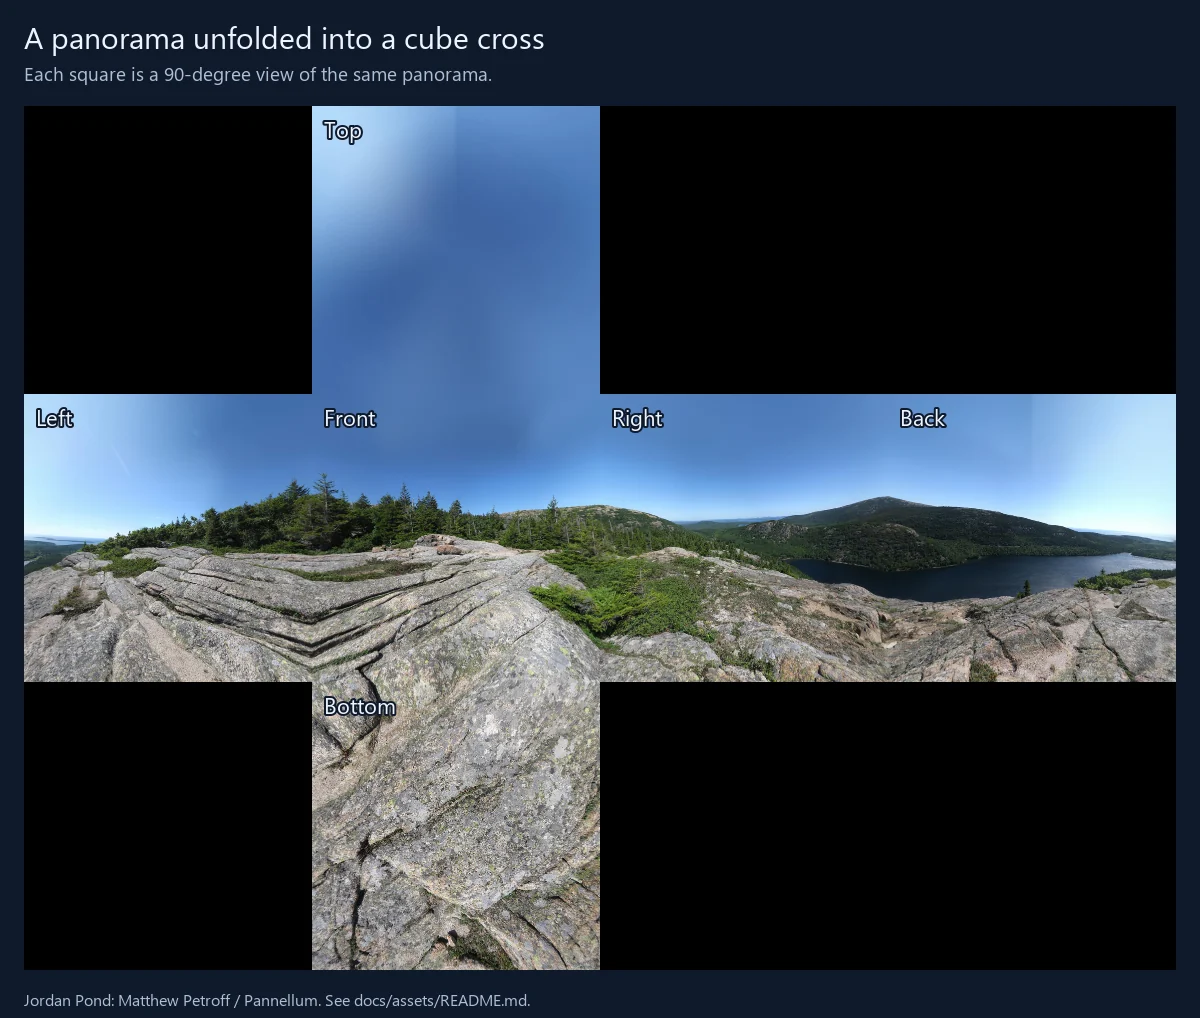 A panorama unfolded into a cube cross
Each square is a 90-degree view of the same panorama.
Top
Left
Front
Right
Back
Bottom
Jordan Pond: Matthew Petroff / Pannellum. See docs/assets/README.md.